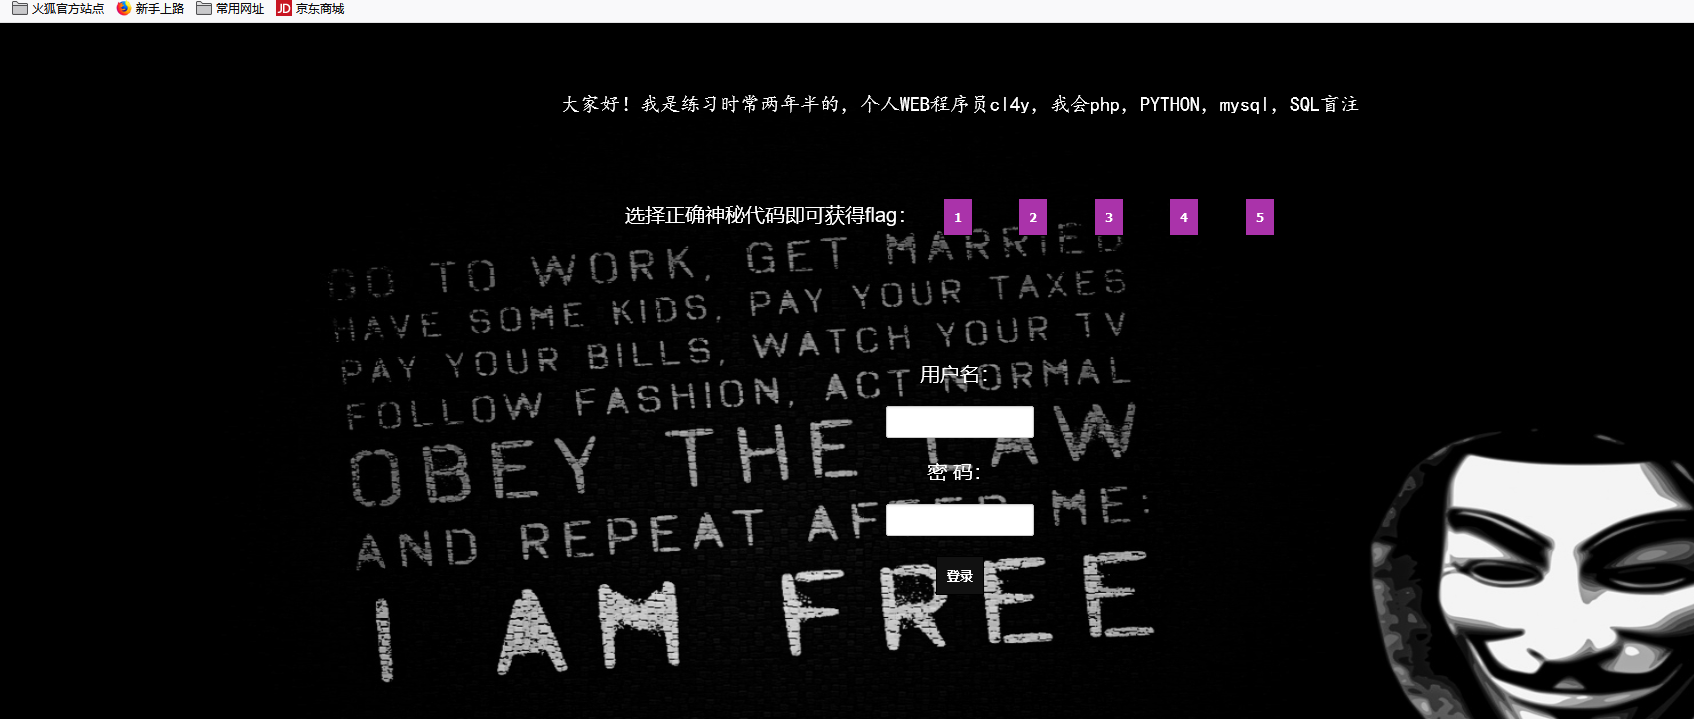 火狐官方站点 新手上路 常用网址 JD 京东商城
大家好！我是练习时常两年半的，个人WEB程序员cl4y，我会php，PYTHON，mysql，SQL盲注
选择正确神秘代码即可获得flag： 1 2 3 4 5
GO TO WORK, GET MARRIED
HAVE SOME KIDS, PAY YOUR TAXES
PAY YOUR BILLS, WATCH YOUR TV
FOLLOW FASHION, ACT NORMAL
OBEY THE LAW
AND REPEAT AFTER ME:
I AM FREE
用户名：
密 码：
登录